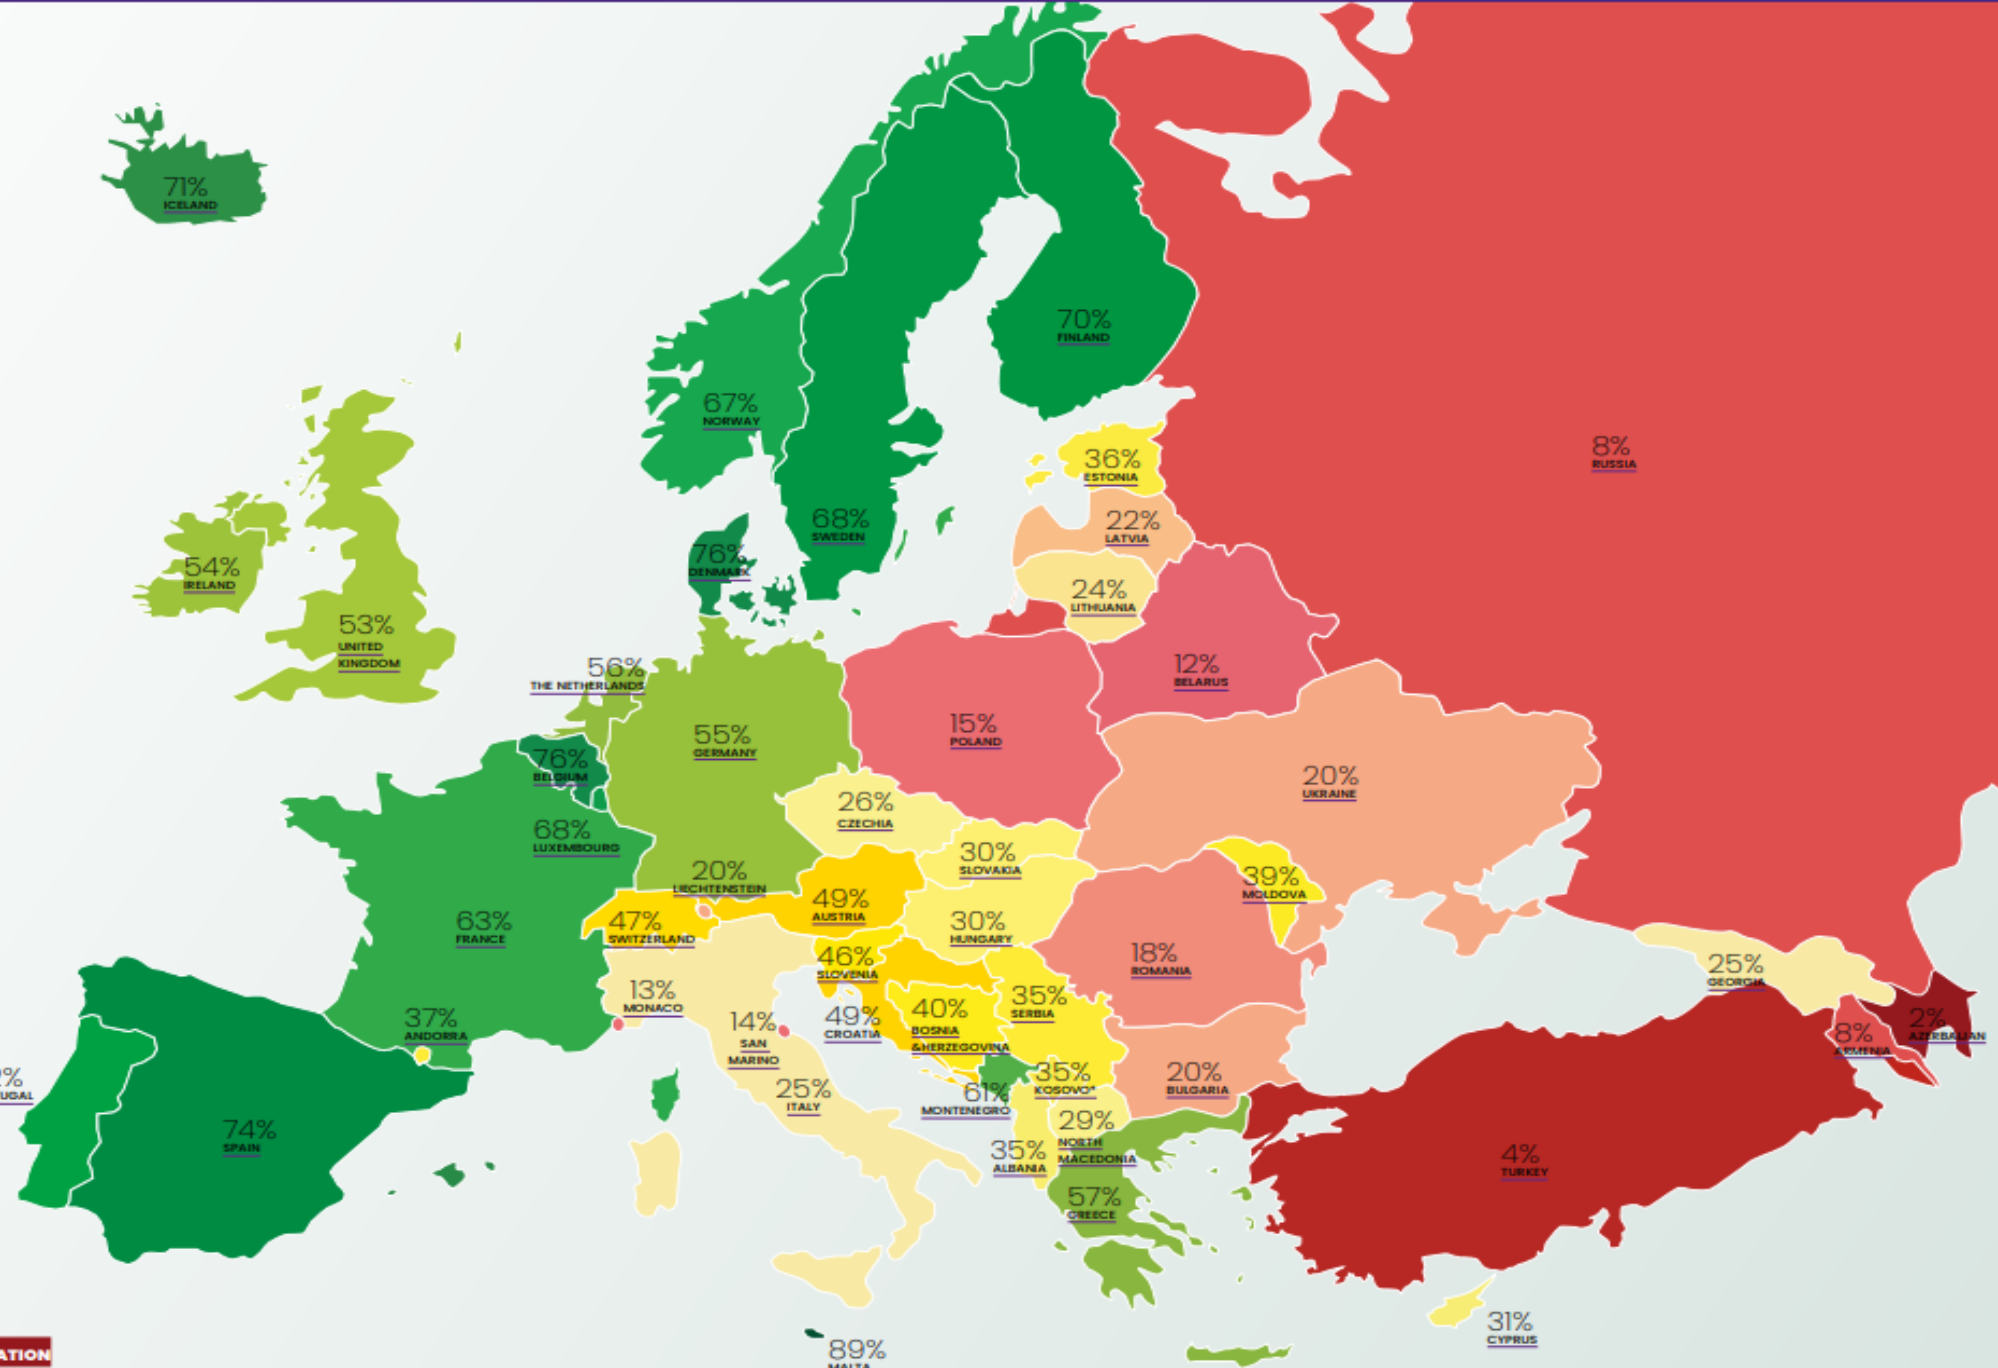 71%
ICELAND
70%
FINLAND
67%
NORWAY
8%
RUSSIA
36%
ESTONIA
68%
SWEDEN
22%
LATVIA
76%
DENMARK
54%
IRELAND
24%
LITHUANIA
53%
UNITED
KINGDOM
56%
THE NETHERLANDS
12%
BELARUS
55%
GERMANY
15%
POLAND
76%
BELGIUM
20%
UKRAINE
26%
CZECHIA
68%
LUXEMBOURG
30%
SLOVAKIA
20%
LIECHTENSTEIN
39%
MOLDOVA
49%
AUSTRIA
63%
FRANCE
47%
SWITZERLAND
30%
HUNGARY
46%
SLOVENIA
18%
ROMANIA
25%
GEORGIA
13%
MONACO
35%
SERBIA
40%
BOSNIA
&HERZEGOVINA
37%
ANDORRA
14%
SAN
MARINO
49%
CROATIA
2%
AZERBAIJAN
8%
ARMENIA
%
UGAL
35%
KOSOVO*
20%
BULGARIA
25%
ITALY
61%
MONTENEGRO
29%
NORTH
MACEDONIA
74%
SPAIN
35%
ALBANIA
4%
TURKEY
57%
GREECE
31%
CYPRUS
89%
MALTA
ATION